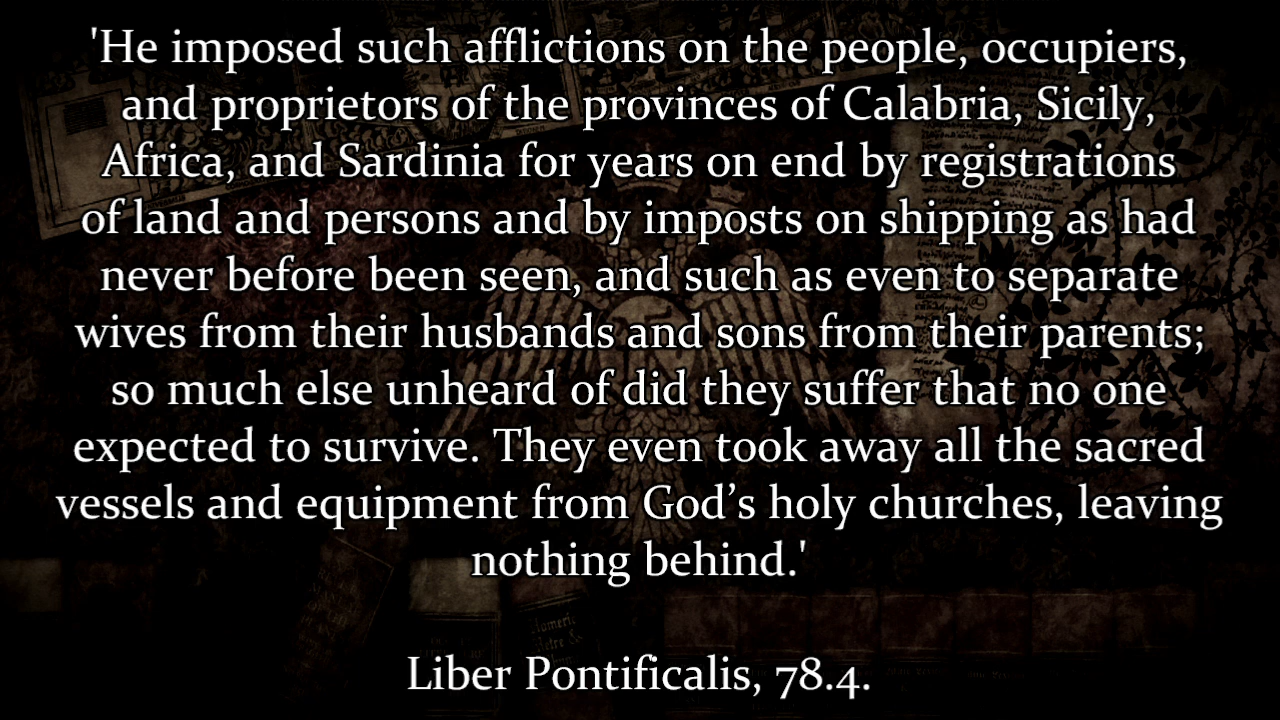 'He imposed such afflictions on the people, occupiers,
and proprietors of the provinces of Calabria, Sicily,
Africa, and Sardinia for years on end by registrations
of land and persons and by imposts on shipping as had
never before been seen, and such as even to separate
wives from their husbands and sons from their parents;
so much else unheard of did they suffer that no one
expected to survive. They even took away all the sacred
vessels and equipment from God’s holy churches, leaving
nothing behind.'
Liber Pontificalis, 78.4.